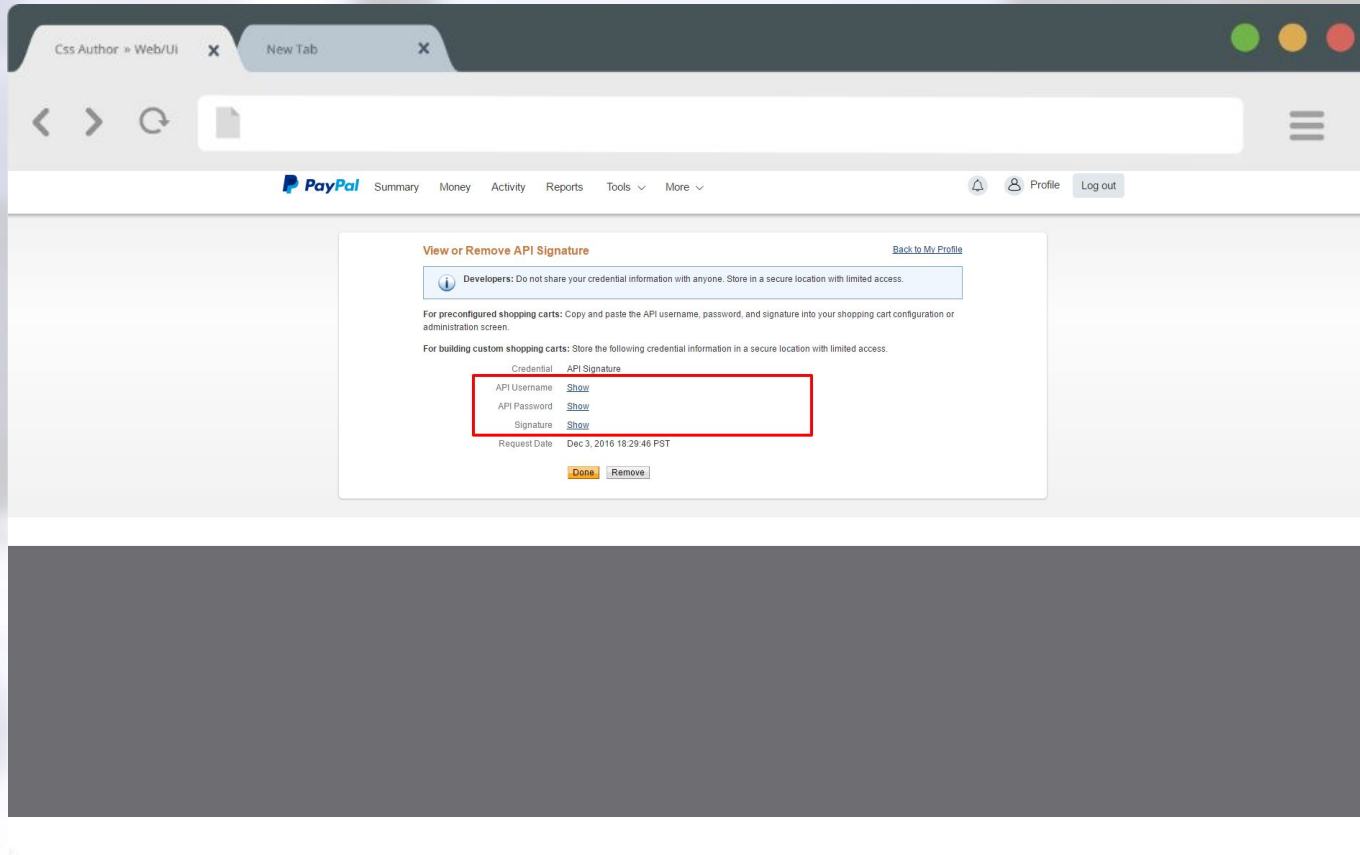 Css Author » Web/Ui
New Tab
PayPal Summary Money Activity Reports Tools More Profile Log out
View or Remove API Signature Back to My Profile
Developers: Do not share your credential information with anyone. Store in a secure location with limited access.
For preconfigured shopping carts: Copy and paste the API username, password, and signature into your shopping cart configuration or
administration screen.
For building custom shopping carts: Store the following credential information in a secure location with limited access.
Credential API Signature
API Username Show
API Password Show
Signature Show
Request Date Dec 3, 2016 18:29:46 PST
Done Remove